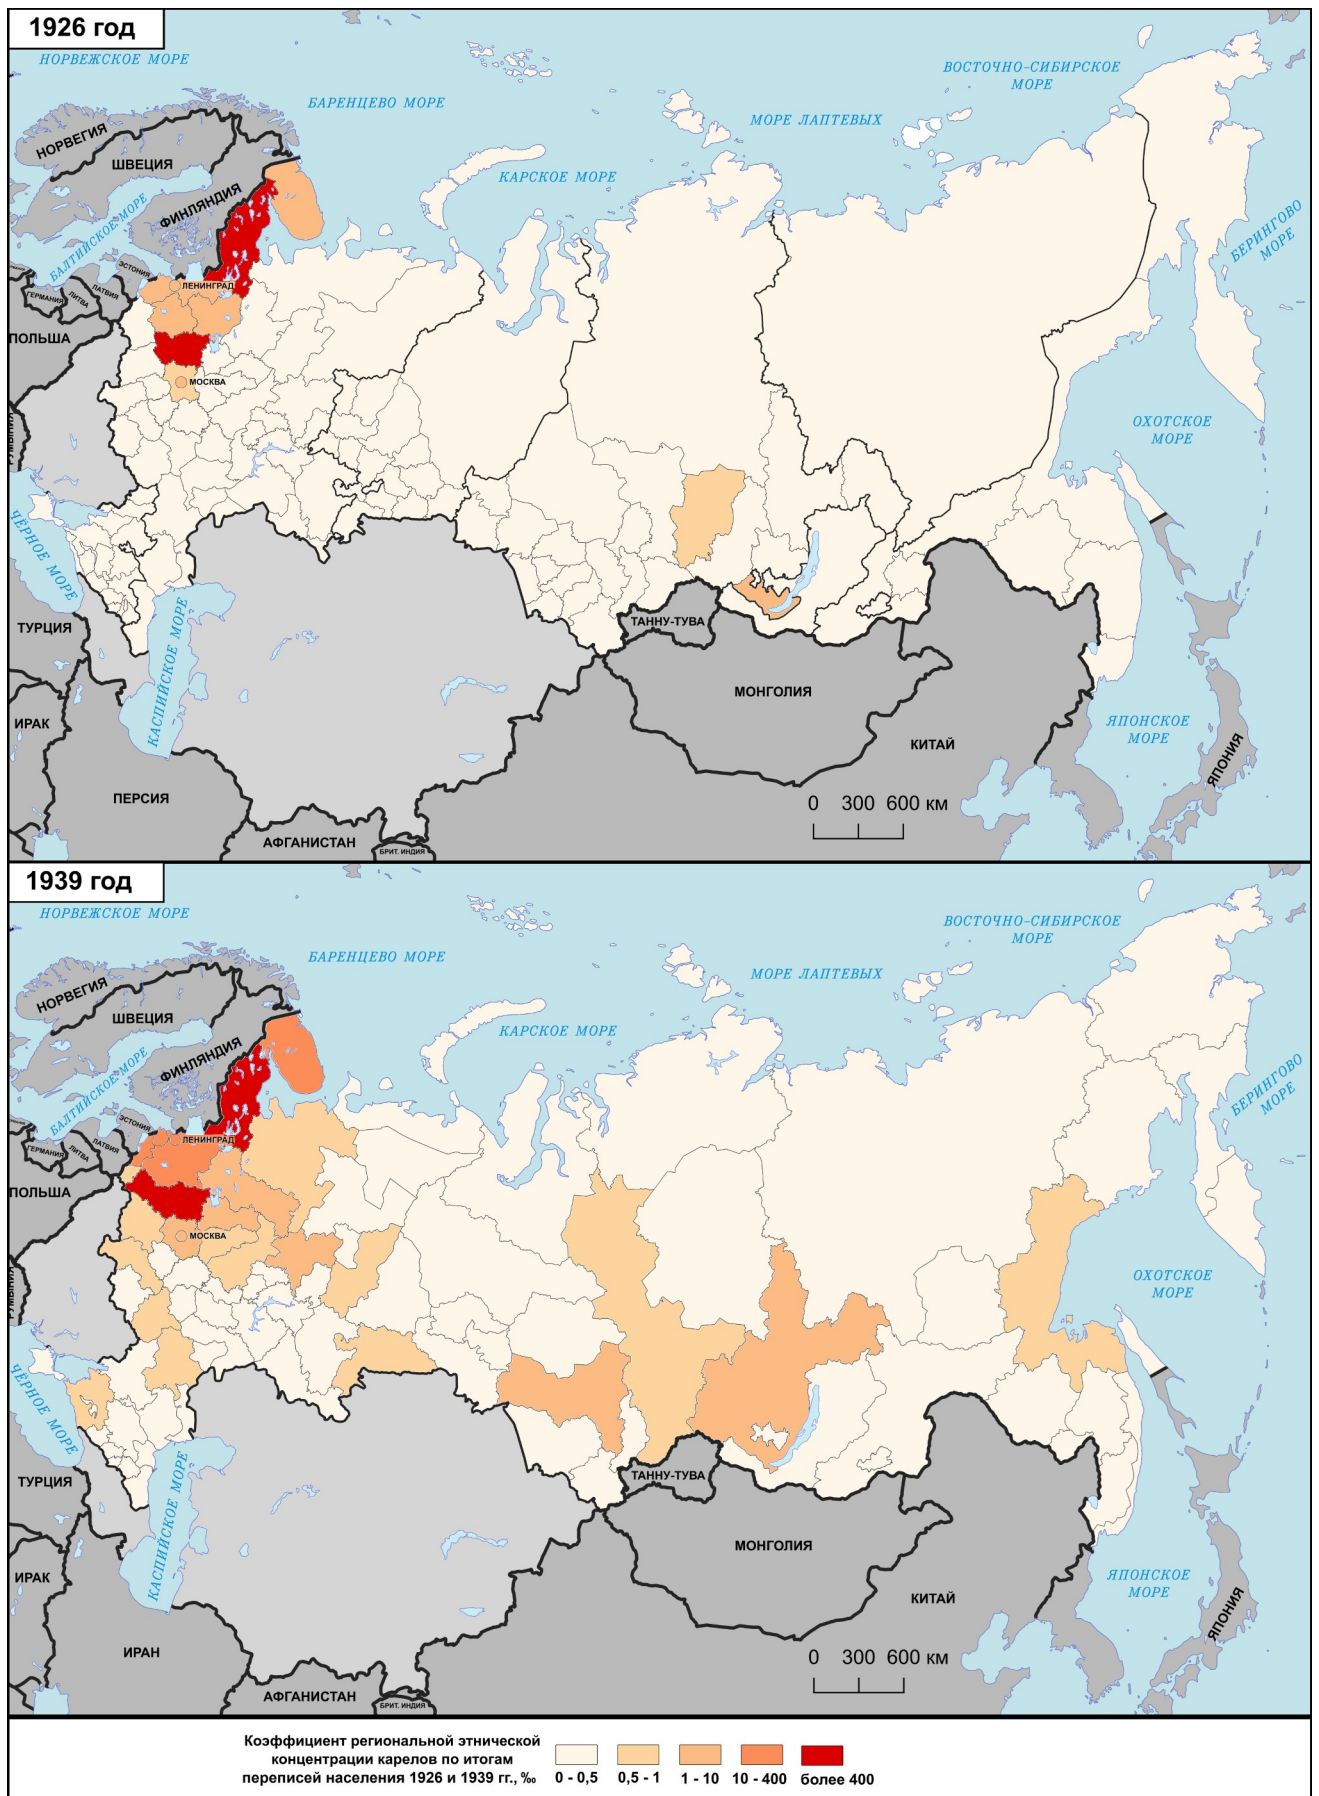 1926 год
НОРВЕЖСКОЕ МОРЕ
БАРЕНЦЕВО МОРЕ
КАРСКОЕ МОРЕ
МОРЕ ЛАПТЕВЫХ
ВОСТОЧНО-СИБИРСКОЕ
МОРЕ
БЕРИНГОВО
МОРЕ
НОРВЕГИЯ
ШВЕЦИЯ
ФИНЛЯНДИЯ
БАЛТИЙСКОЕ МОРЕ
ЭСТОНИЯ
ЛАТВИЯ
ЛИТВА
ГЕРМАНИЯ
ЛЕНИНГРАД
ПОЛЬША
МОСКВА
РУМЫНИЯ
ОХОТСКОЕ
МОРЕ
ЧЁРНОЕ МОРЕ
ТУРЦИЯ
КАСПИЙСКОЕ МОРЕ
ТАННУ-ТУВА
МОНГОЛИЯ
КИТАЙ
ЯПОНСКОЕ
МОРЕ
ЯПОНИЯ
ИРАК
ПЕРСИЯ
АФГАНИСТАН
БРИТ. ИНДИЯ
0 300 600 км
1939 год
НОРВЕЖСКОЕ МОРЕ
БАРЕНЦЕВО МОРЕ
КАРСКОЕ МОРЕ
МОРЕ ЛАПТЕВЫХ
ВОСТОЧНО-СИБИРСКОЕ
МОРЕ
БЕРИНГОВО
МОРЕ
НОРВЕГИЯ
ШВЕЦИЯ
ФИНЛЯНДИЯ
БАЛТИЙСКОЕ МОРЕ
ЭСТОНИЯ
ЛАТВИЯ
ЛИТВА
ГЕРМАНИЯ
ЛЕНИНГРАД
ПОЛЬША
МОСКВА
РУМЫНИЯ
ОХОТСКОЕ
МОРЕ
ЧЁРНОЕ МОРЕ
ТУРЦИЯ
КАСПИЙСКОЕ МОРЕ
ТАННУ-ТУВА
МОНГОЛИЯ
КИТАЙ
ЯПОНСКОЕ
МОРЕ
ЯПОНИЯ
ИРАК
ИРАН
АФГАНИСТАН
БРИТ. ИНДИЯ
0 300 600 км
Коэффициент региональной этнической
концентрации карелов по итогам
переписей населения 1926 и 1939 гг., ‰
0 - 0,5 0,5 - 1 1 - 10 10 - 400 более 400